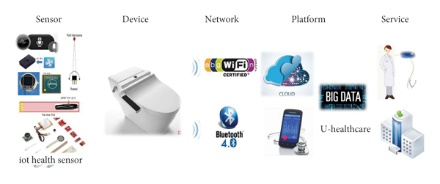 Sensor
Device
Network
Platform
Service
WiFi
CERTIFIED
CLOUD
BIG DATA
Bluetooth
4.0
U-healthcare
iot health sensor